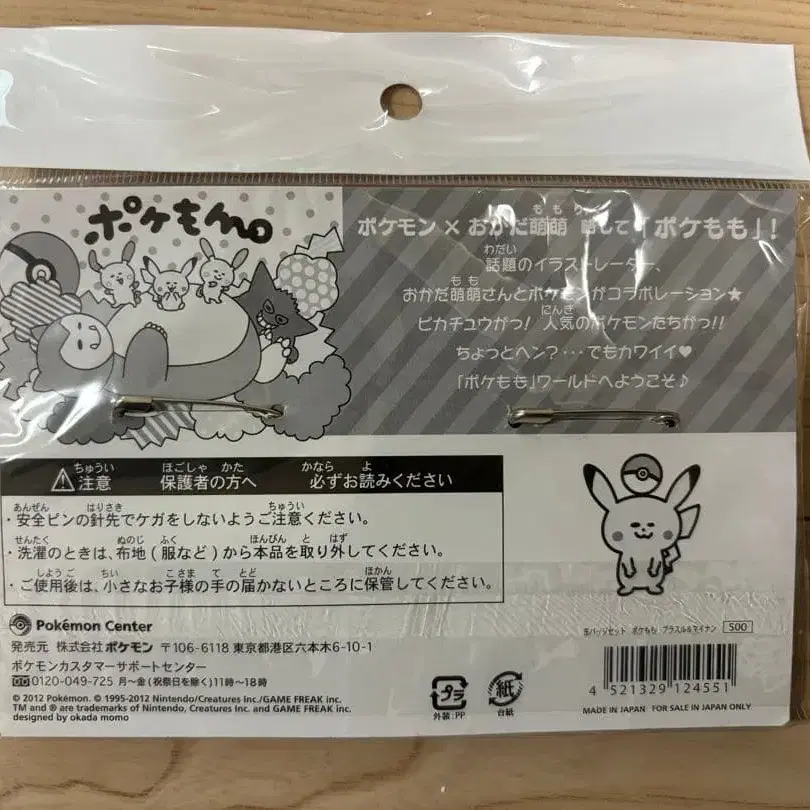 ポケもも
ポケモン×おかだ萌萌 略して「ポケもも」!
話題のイラストレーター、
おかだ萌萌さんとポケモンがコラボレーション★
ピカチュウがっ! 人気のポケモンたちがっ!!
ちょっとヘン?・・・でもカワイイ♥
「ポケもも」ワールドへようこそ♪
注意 保護者の方へ 必ずお読みください
・安全ピンの針先でケガをしないようご注意ください。
・洗濯のときは、布地(服など)から本品を取り外してください。
・ご使用後は、小さなお子様の手の届かないところに保管してください。
Pokémon Center
発売元 株式会社ポケモン 〒106-6118 東京都港区六本木6-10-1
ポケモンカスタマーサポートセンター
0120-049-725 月〜金(祝祭日を除く)11時〜18時
© 2012 Pokémon. © 1995-2012 Nintendo/Creatures Inc./GAME FREAK inc.
TM and ® are trademarks of Nintendo, Creatures Inc. and GAME FREAK inc.
designed by okada momo
プラ
外装:PP
紙
台紙
缶バッジセット ポケもも プラスル&マイナン 500
4 521329 124551
MADE IN JAPAN FOR SALE IN JAPAN ONLY